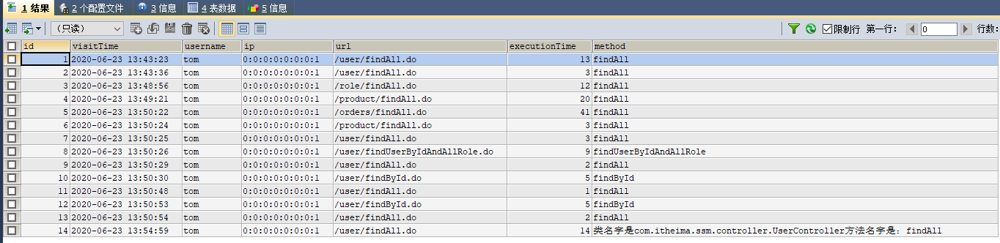 1 结果 2 个配置文件 3 信息 4 表数据 5 信息
（只读） 限制行 第一行: 0 行数:
id visitTime username ip url executionTime method
1 2020-06-23 13:43:23 tom 0:0:0:0:0:0:0:1 /user/findAll.do 13 findAll
2 2020-06-23 13:43:36 tom 0:0:0:0:0:0:0:1 /user/findAll.do 3 findAll
3 2020-06-23 13:48:56 tom 0:0:0:0:0:0:0:1 /role/findAll.do 12 findAll
4 2020-06-23 13:49:21 tom 0:0:0:0:0:0:0:1 /product/findAll.do 20 findAll
5 2020-06-23 13:50:22 tom 0:0:0:0:0:0:0:1 /orders/findAll.do 41 findAll
6 2020-06-23 13:50:24 tom 0:0:0:0:0:0:0:1 /product/findAll.do 3 findAll
7 2020-06-23 13:50:25 tom 0:0:0:0:0:0:0:1 /user/findAll.do 3 findAll
8 2020-06-23 13:50:26 tom 0:0:0:0:0:0:0:1 /user/findUserByIdAndAllRole.do 9 findUserByIdAndAllRole
9 2020-06-23 13:50:29 tom 0:0:0:0:0:0:0:1 /user/findAll.do 2 findAll
10 2020-06-23 13:50:30 tom 0:0:0:0:0:0:0:1 /user/findById.do 5 findById
11 2020-06-23 13:50:48 tom 0:0:0:0:0:0:0:1 /user/findAll.do 1 findAll
12 2020-06-23 13:50:53 tom 0:0:0:0:0:0:0:1 /user/findById.do 5 findById
13 2020-06-23 13:50:54 tom 0:0:0:0:0:0:0:1 /user/findAll.do 2 findAll
14 2020-06-23 13:54:59 tom 0:0:0:0:0:0:0:1 /user/findAll.do 14 类名字是com.itheima.ssm.controller.UserController方法名字是: findAll